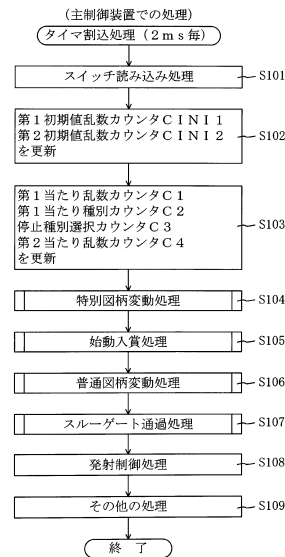 (主制御装置での処理)
タイマ割込処理(2ms毎)
スイッチ読み込み処理
S101
第1初期値乱数カウンタCINI1
第2初期値乱数カウンタCINI2
を更新
S102
第1当たり乱数カウンタC1
第1当たり種別カウンタC2
停止種別選択カウンタC3
第2当たり乱数カウンタC4
を更新
S103
特別図柄変動処理
S104
始動入賞処理
S105
普通図柄変動処理
S106
スルーゲート通過処理
S107
発射制御処理
S108
その他の処理
S109
終 了